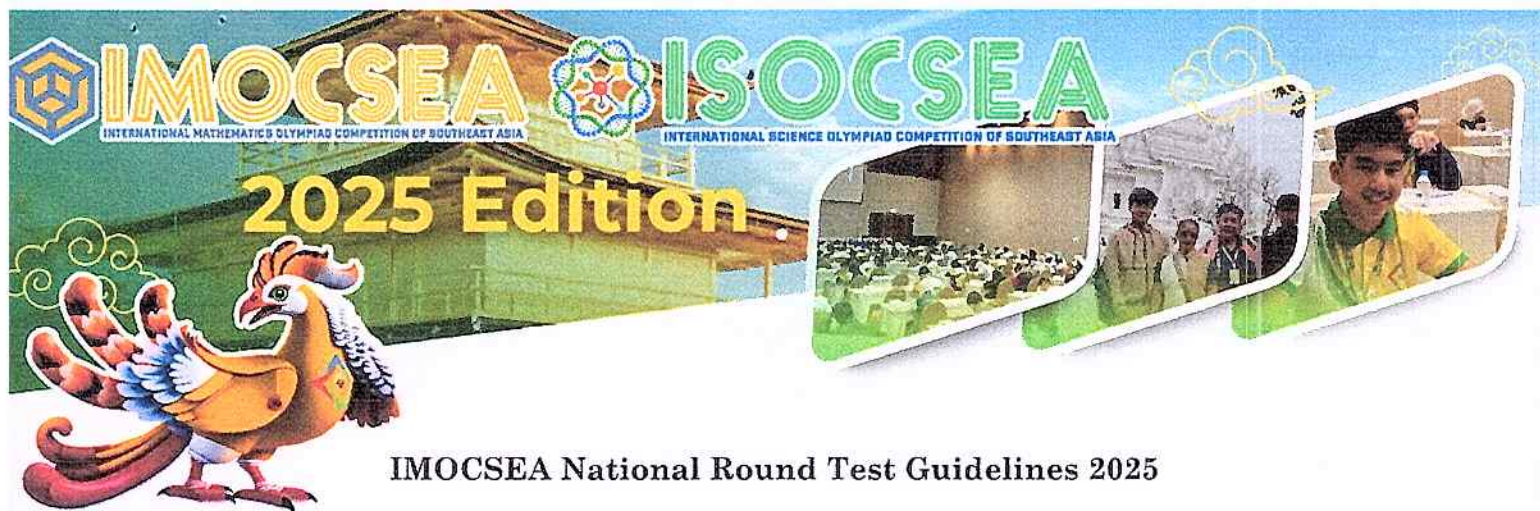 IMOCSEA
INTERNATIONAL MATHEMATICS OLYMPIAD COMPETITION OF SOUTHEAST ASIA
ISOCSEA
INTERNATIONAL SCIENCE OLYMPIAD COMPETITION OF SOUTHEAST ASIA
2025 Edition
IMOCSEA National Round Test Guidelines 2025